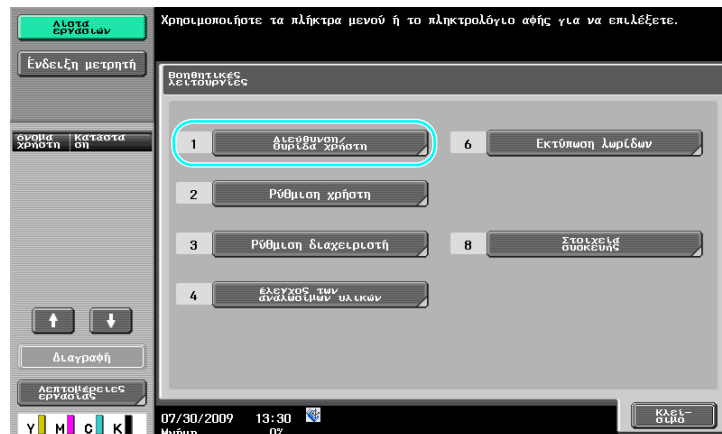 Λίστα
εργασιών
Χρησιμοποιήστε τα πλήκτρα μενού ή το πληκτρολόγιο αφής για να επιλέξετε.
Ένδειξη μετρητή
Βοηθητικές
λειτουργίες
όνομα χρήστη
Κατάστα
ση
1 Διεύθυνση/
θυρίδα χρήστη
6 Εκτύπωση λωρίδων
2 Ρύθμιση χρήστη
3 Ρύθμιση διαχειριστή
8 Στοιχεία
συσκευής
4 έλεγχος των
αναλώσιμων υλικών
Διαγραφή
Λεπτομέρειες
εργασίας
Y M C K
07/30/2009 13:30
Μνήμη 0%
Κλεί-
σιμο